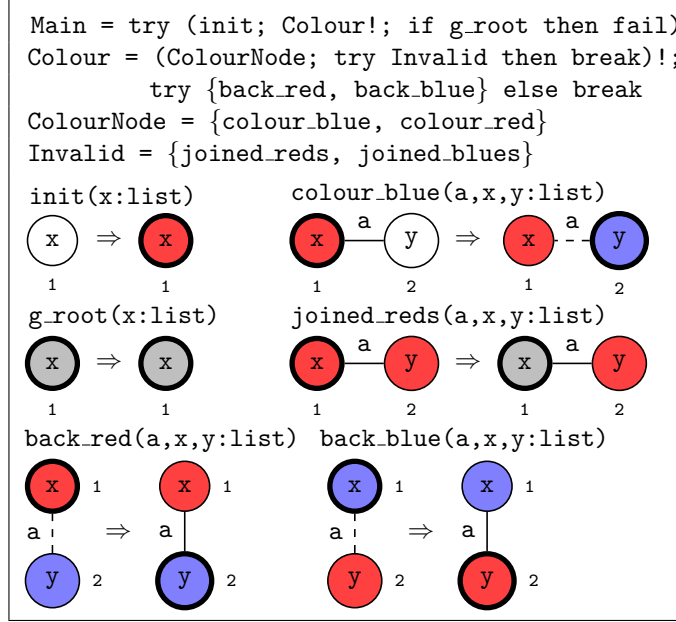 Main = try (init; Colour!; if g_root then fail)
Colour = (ColourNode; try Invalid then break)!;
try {back_red, back_blue} else break
ColourNode = {colour_blue, colour_red}
Invalid = {joined_reds, joined_blues}
init(x:list) colour_blue(a,x,y:list)
x ⇒ x x a y ⇒ x a y
1 1 1 2 1 2
g_root(x:list) joined_reds(a,x,y:list)
x ⇒ x x a y ⇒ x a y
1 1 1 2 1 2
back_red(a,x,y:list) back_blue(a,x,y:list)
x 1 x 1 x 1 x 1
a ⇒ a a ⇒ a
y 2 y 2 y 2 y 2